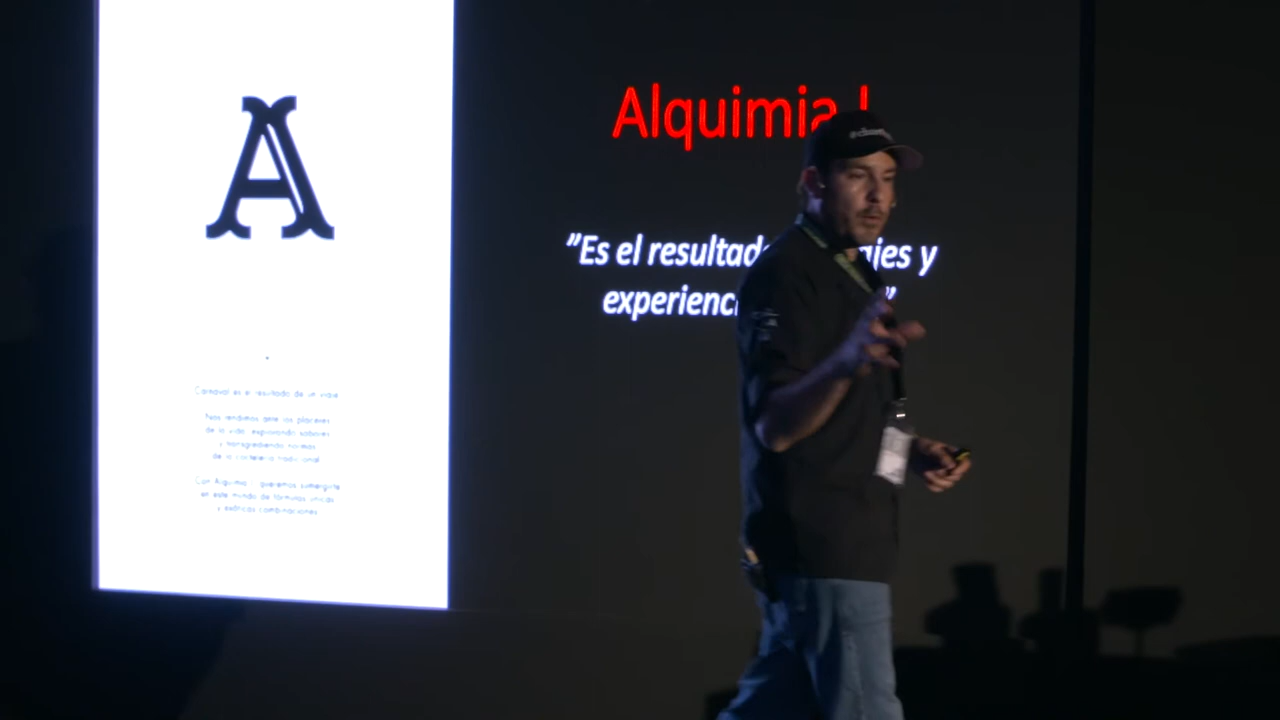 A
Alquimia I
"Es el
experienc
ajes y
"
Carnaval es el resultado de un viaje
Nos rendimos ante los placeres
de la vida, explorando sabores
y transgrediendo normas
de la coctelería tradicional
Con Alquimia I queremos sumergirte
en este mundo de fórmulas únicas
y exóticas combinaciones